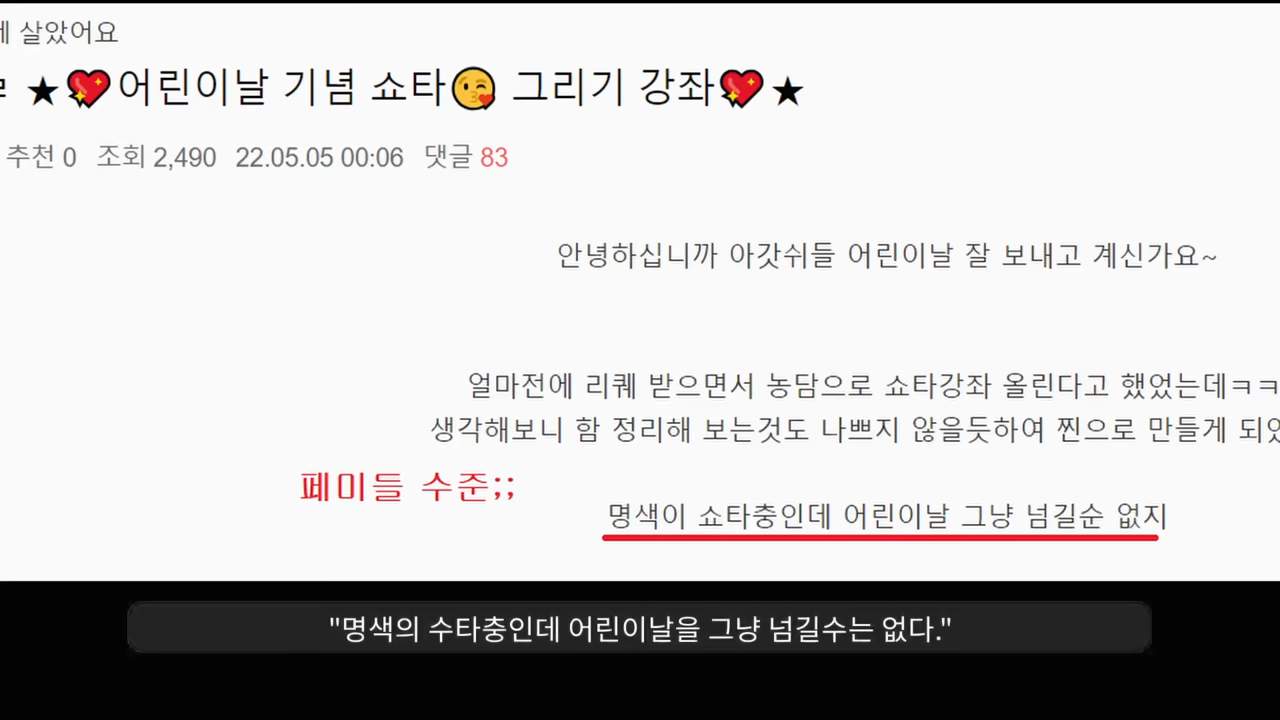 에 살았어요
★💖어린이날 기념 쇼타😘 그리기 강좌💖★
추천 0 조회 2,490 22.05.05 00:06 댓글 83
안녕하십니까 아갓쉬들 어린이날 잘 보내고 계신가요~
얼마전에 리퀘 받으면서 농담으로 쇼타강좌 올린다고 했었는데ㅋㅋ
생각해보니 함 정리해 보는것도 나쁘지 않을듯하여 찐으로 만들게 되었
페미들 수준;;
명색이 쇼타충인데 어린이날 그냥 넘길순 없지
"명색의 수타충인데 어린이날을 그냥 넘길수는 없다."